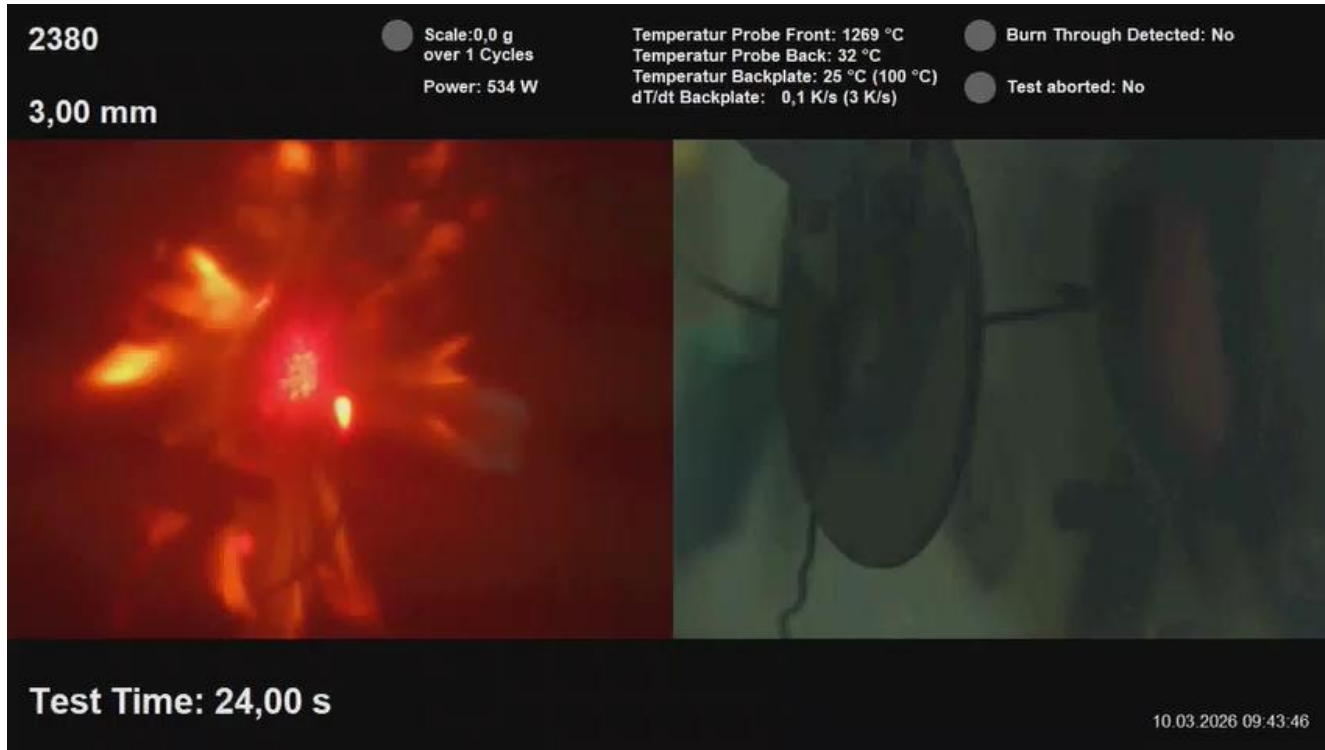 2380
3,00 mm
Scale:0,0 g
over 1 Cycles
Power: 534 W
Temperatur Probe Front: 1269 °C
Temperatur Probe Back: 32 °C
Temperatur Backplate: 25 °C (100 °C)
dT/dt Backplate: 0,1 K/s (3 K/s)
Burn Through Detected: No
Test aborted: No
Test Time: 24,00 s
10.03.2026 09:43:46